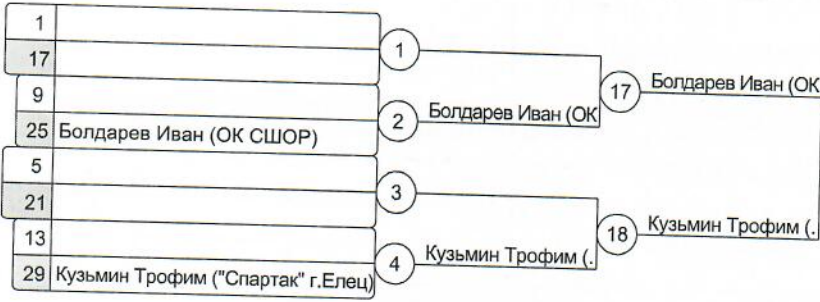 1
17
1
9
25 Болдарев Иван (ОК СШОР)
2
Болдарев Иван (ОК
17
Болдарев Иван (ОК
5
21
3
13
29 Кузьмин Трофим ("Спартак" г.Елец)
4
Кузьмин Трофим (.
18
Кузьмин Трофим (.